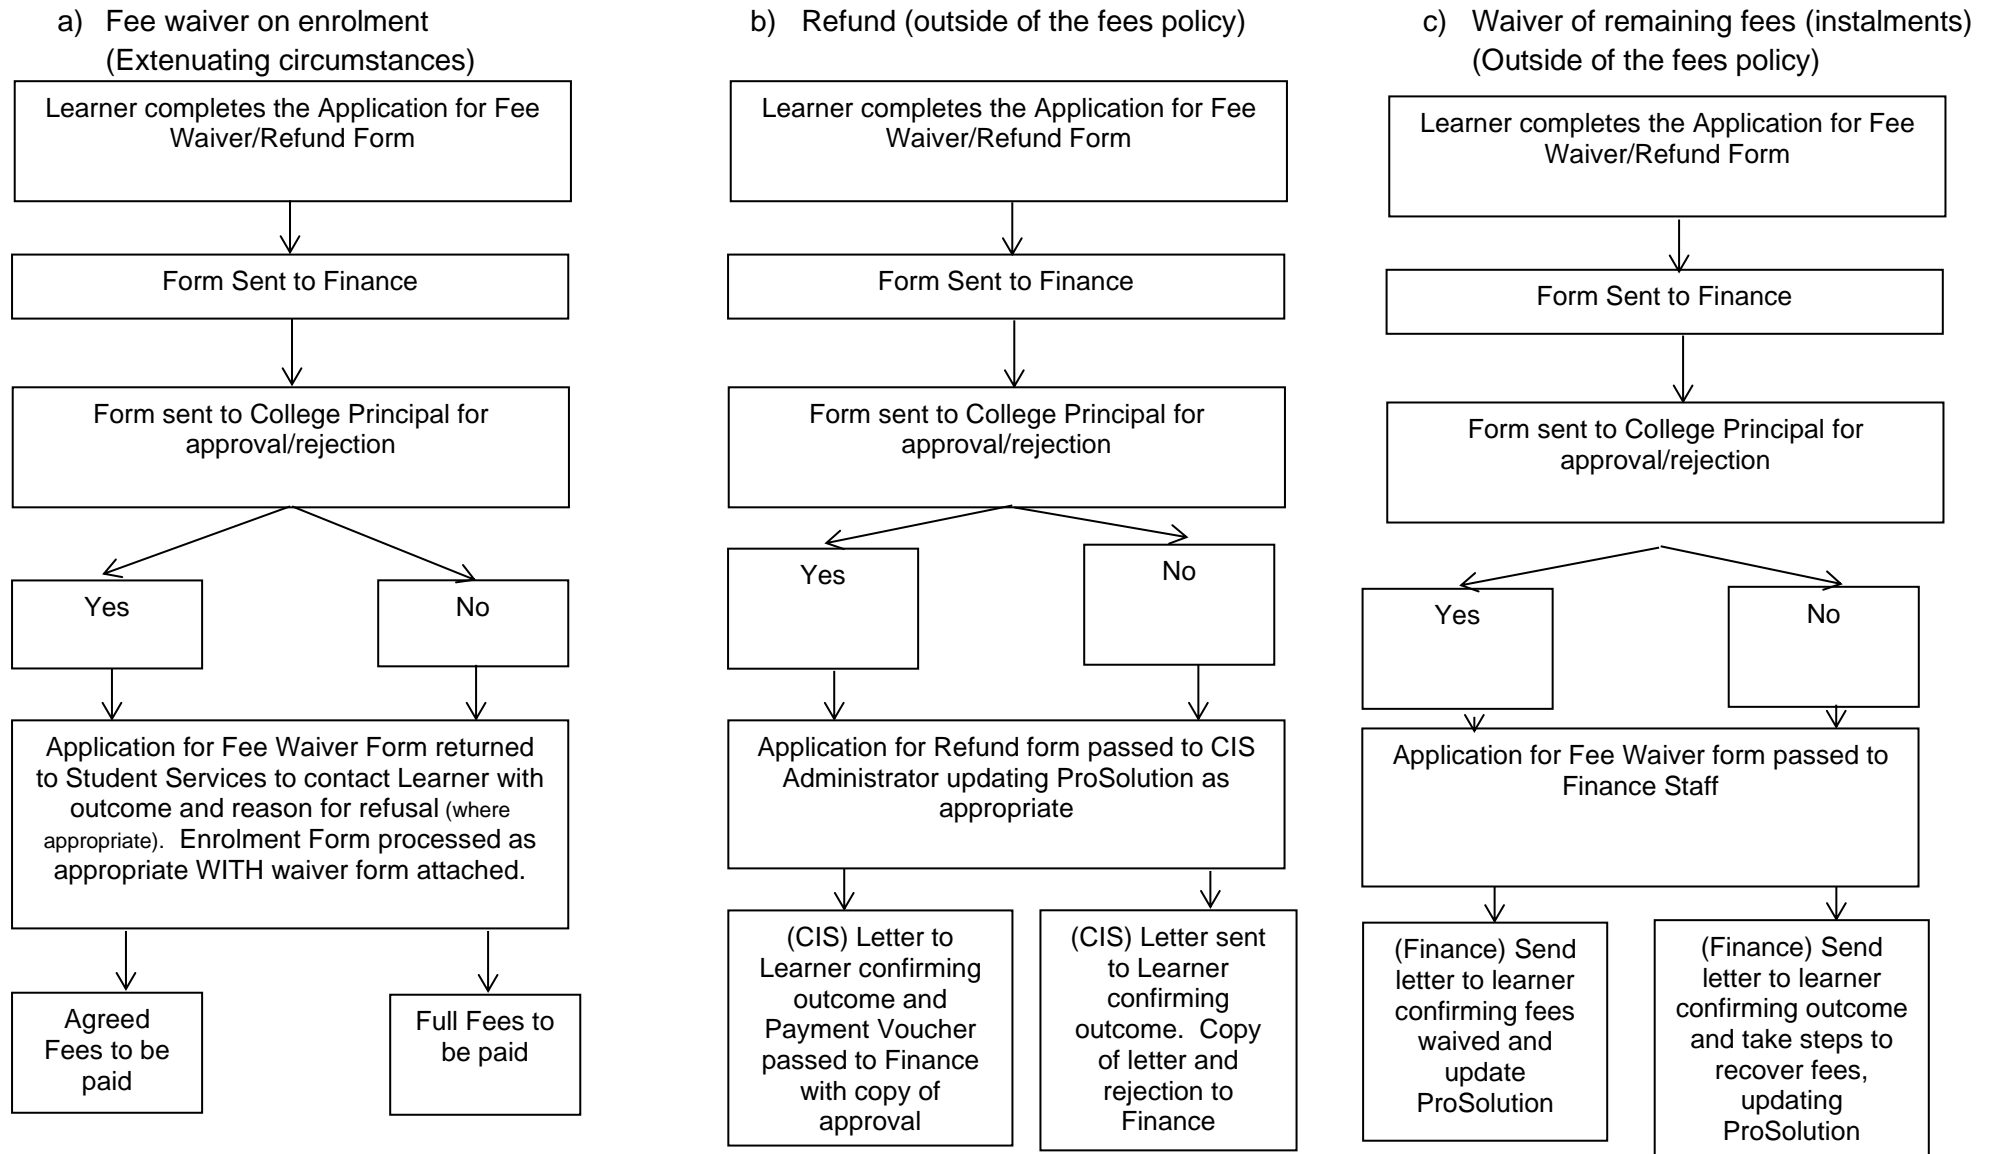 a) Fee waiver on enrolment
(Extenuating circumstances)
Learner completes the Application for Fee
Waiver/Refund Form
Form Sent to Finance
Form sent to College Principal for
approval/rejection
Yes
No
Application for Fee Waiver Form returned
to Student Services to contact Learner with
outcome and reason for refusal (where
appropriate). Enrolment Form processed as
appropriate WITH waiver form attached.
Agreed
Fees to be
paid
Full Fees to
be paid
b) Refund (outside of the fees policy)
Learner completes the Application for Fee
Waiver/Refund Form
Form Sent to Finance
Form sent to College Principal for
approval/rejection
Yes
No
Application for Refund form passed to CIS
Administrator updating ProSolution as
appropriate
(CIS) Letter to
Learner confirming
outcome and
Payment Voucher
passed to Finance
with copy of
approval
(CIS) Letter sent
to Learner
confirming
outcome. Copy
of letter and
rejection to
Finance
c) Waiver of remaining fees (instalments)
(Outside of the fees policy)
Learner completes the Application for Fee
Waiver/Refund Form
Form Sent to Finance
Form sent to College Principal for
approval/rejection
Yes
No
Application for Fee Waiver form passed to
Finance Staff
(Finance) Send
letter to learner
confirming fees
waived and
update
ProSolution
(Finance) Send
letter to learner
confirming outcome
and take steps to
recover fees,
updating
ProSolution